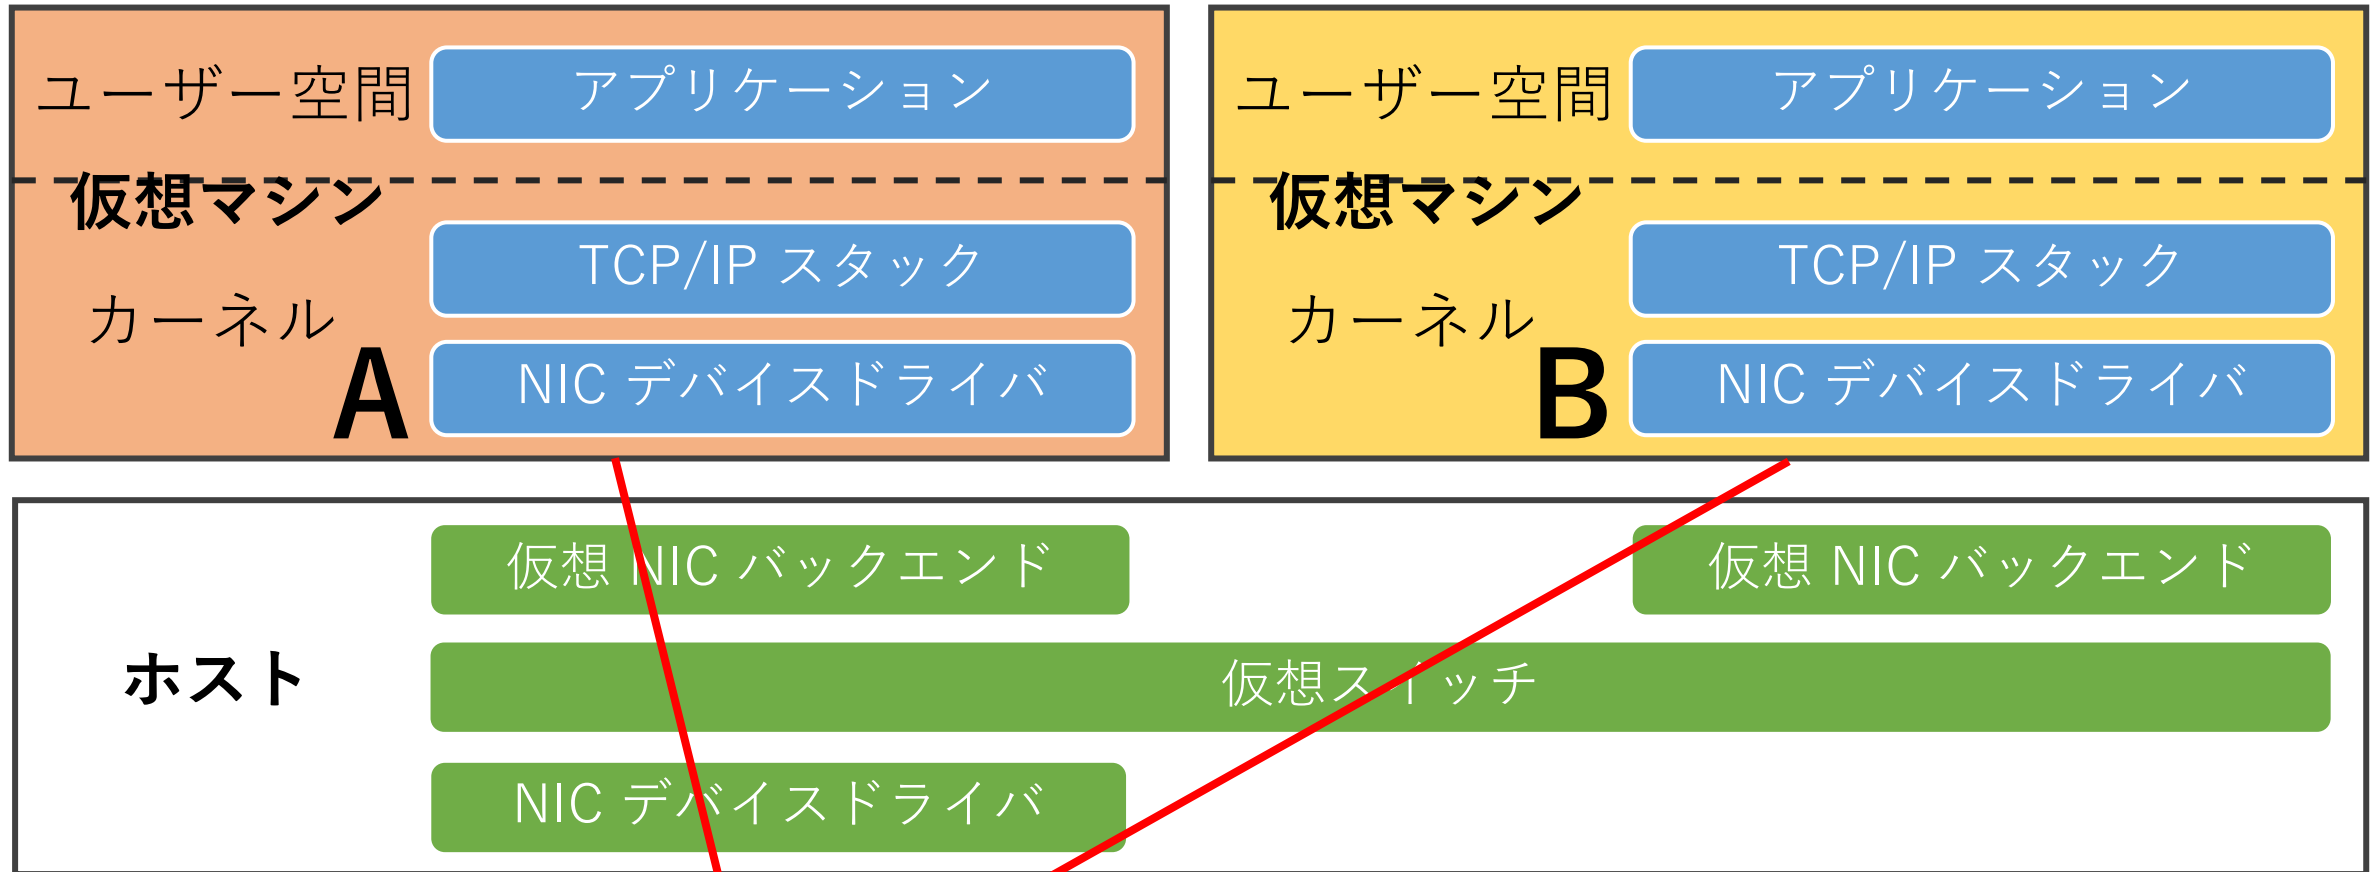 ユーザー空間
アプリケーション
仮想マシン
TCP/IP スタック
カーネル
A
NIC デバイスドライバ
ユーザー空間
アプリケーション
仮想マシン
TCP/IP スタック
カーネル
B
NIC デバイスドライバ
仮想 NIC バックエンド
仮想 NIC バックエンド
ホスト
仮想スイッチ
NIC デバイスドライバ